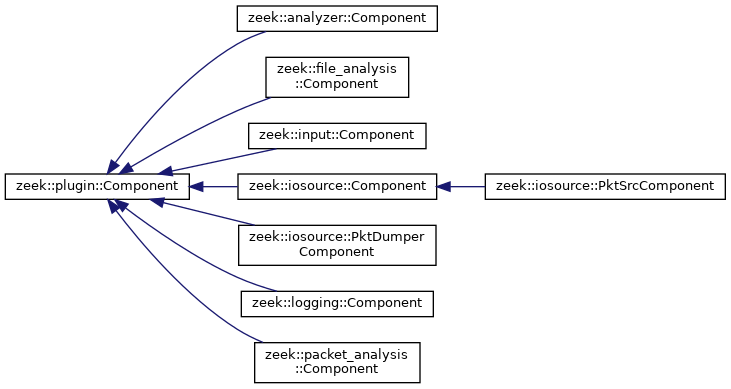 zeek::analyzer::Component
zeek::file_analysis
::Component
zeek::input::Component
zeek::plugin::Component
zeek::iosource::Component
zeek::iosource::PktSrcComponent
zeek::iosource::PktDumper
Component
zeek::logging::Component
zeek::packet_analysis
::Component